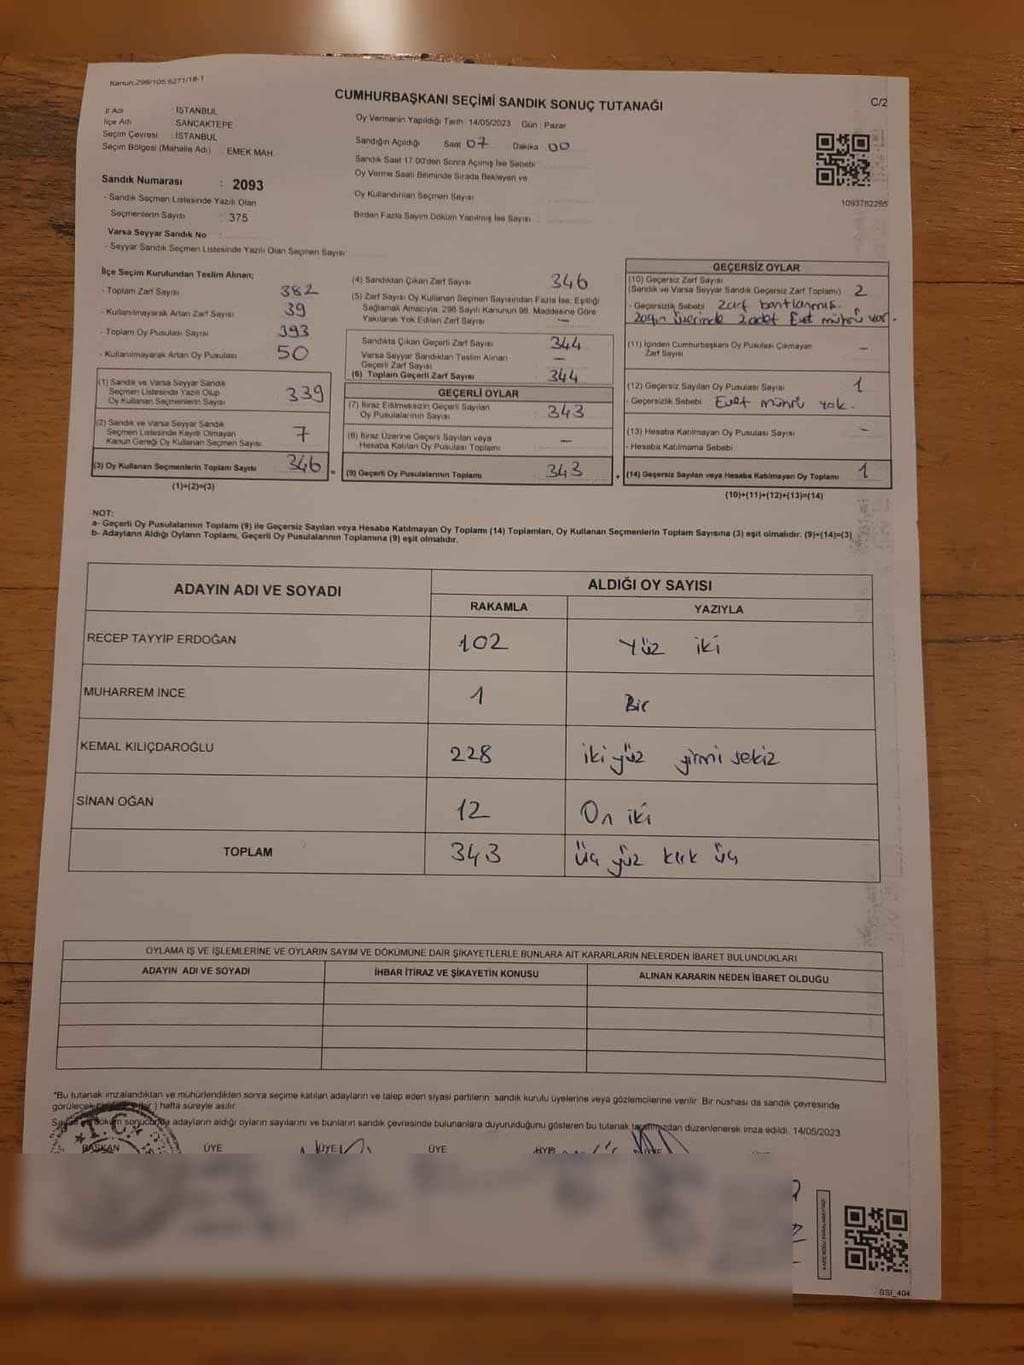 Kanun.298/105.6271/18-1
CUMHURBAŞKANI SEÇİMİ SANDIK SONUÇ TUTANAĞI
C/2
İl Adı : İSTANBUL
İlçe Adı : SANCAKTEPE
Seçim Çevresi : İSTANBUL
Seçim Bölgesi (Mahalle Adı) : EMEK MAH.
Oy Vermenin Yapıldığı Tarih : 14/05/2023 Gün : Pazar
Sandığın Açıldığı Saat 07 Dakika 00
Sandık Saat 17:00'den Sonra Açılmış İse Sebebi
Oy Verme Saati Bitiminde Sırada Bekleyen ve
Oy Kullandırılan Seçmen Sayısı
Birden Fazla Sayım Döküm Yapılmış İse Sayısı
1093782265
Sandık Numarası : 2093
- Sandık Seçmen Listesinde Yazılı Olan
Seçmenlerin Sayısı : 375
Varsa Seyyar Sandık No :
- Seyyar Sandık Seçmen Listesinde Yazılı Olan Seçmen Sayısı
İlçe Seçim Kurulundan Teslim Alınan;
- Toplam Zarf Sayısı 382
- Kullanılmayarak Artan Zarf Sayısı 39
- Toplam Oy Pusulası Sayısı 393
- Kullanılmayarak Artan Oy Pusulası 50
(1) Sandık ve Varsa Seyyar Sandık
Seçmen Listesinde Yazılı Olup
Oy Kullanan Seçmenlerin Sayısı 339
(2) Sandık ve Varsa Seyyar Sandık
Seçmen Listesinde Kayıtlı Olmayan
Kanun Gereği Oy Kullanan Seçmen Sayısı 7
(3) Oy Kullanan Seçmenlerin Toplam Sayısı 346
(1)+(2)=(3)
(4) Sandıktan Çıkan Zarf Sayısı 346
(5) Zarf Sayısı Oy Kullanan Seçmen Sayısından Fazla İse, Eşitliği
Sağlamak Amacıyla, 298 Sayılı Kanunun 98. Maddesine Göre
Yakılarak Yok Edilen Zarf Sayısı —
Sandıkta Çıkan Geçerli Zarf Sayısı 344
Varsa Seyyar Sandıktan Teslim Alınan
Geçerli Zarf Sayısı —
(6) Toplam Geçerli Zarf Sayısı 344
GEÇERLİ OYLAR
(7) İtiraz Edilmeksizin Geçerli Sayılan
Oy Pusulalarının Sayısı 343
(8) İtiraz Üzerine Geçerli Sayılan veya
Hesaba Katılan Oy Pusulası Toplamı —
(9) Geçerli Oy Pusulalarının Toplamı 343
GEÇERSİZ OYLAR
(10) Geçersiz Zarf Sayısı
(Sandık ve Varsa Seyyar Sandık Geçersiz Zarf Toplamı) 2
- Geçersizlik Sebebi Zarf bantlanmış.
Zarfın üzerinde 2 adet Evet mührü var.
(11) İçinden Cumhurbaşkanı Oy Pusulası Çıkmayan
Zarf Sayısı —
(12) Geçersiz Sayılan Oy Pusulası Sayısı 1
- Geçersizlik Sebebi Evet mührü yok.
(13) Hesaba Katılmayan Oy Pusulası Sayısı —
- Hesaba Katılmama Sebebi
(14) Geçersiz Sayılan veya Hesaba Katılmayan Oy Toplamı 1
(10)+(11)+(12)+(13)=(14)
NOT:
a- Geçerli Oy Pusulalarının Toplamı (9) ile Geçersiz Sayılan veya Hesaba Katılmayan Oy Toplamı (14) Toplamları, Oy Kullanan Seçmenlerin Toplam Sayısına (3) eşit olmalıdır. (9)+(14)=(3)
b- Adayların Aldığı Oyların Toplamı, Geçerli Oy Pusulalarının Toplamına (9) eşit olmalıdır.
ADAYIN ADI VE SOYADI ALDIĞI OY SAYISI
RAKAMLA YAZIYLA
RECEP TAYYİP ERDOĞAN 102 Yüz iki
MUHARREM İNCE 1 Bir
KEMAL KILIÇDAROĞLU 228 iki yüz yirmi sekiz
SİNAN OĞAN 12 On iki
TOPLAM 343 Üç yüz kırk üç
OYLAMA İŞ VE İŞLEMLERİNE VE OYLARIN SAYIM VE DÖKÜMÜNE DAİR ŞİKAYETLERLE BUNLARA AİT KARARLARIN NELERDEN İBARET BULUNDUKLARI
ADAYIN ADI VE SOYADI İHBAR İTİRAZ VE ŞİKAYETİN KONUSU ALINAN KARARIN NEDEN İBARET OLDUĞU
*Bu tutanak imzalandıktan ve mühürlendikten sonra seçime katılan adayların ve talep eden siyasi partilerin sandık kurulu üyelerine veya gözlemcilerine verilir. Bir nüshası da sandık çevresinde
görülecek bir ) hafta süreyle asılır.
sonucunda adayların aldığı oyların sayılarını ve bunların sandık çevresinde bulunanlara duyurulduğunu gösteren bu tutanak tarafımızdan düzenlenerek imza edildi. 14/05/2023
T.C.
BAŞKAN ÜYE ÜYE ÜYE ÜYE ÜYE
SSI_404